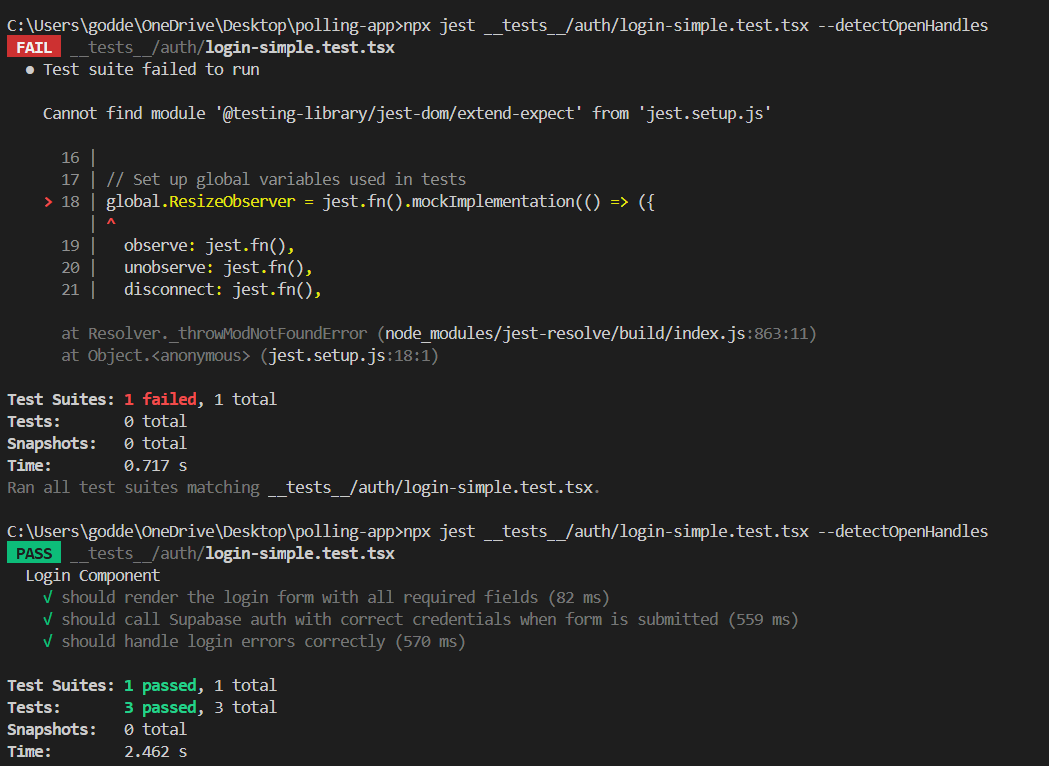 C:\Users\godde\OneDrive\Desktop\polling-app>npx jest __tests__/auth/login-simple.test.tsx --detectOpenHandles
FAIL __tests__/auth/login-simple.test.tsx
● Test suite failed to run
Cannot find module '@testing-library/jest-dom/extend-expect' from 'jest.setup.js'
16 |
17 | // Set up global variables used in tests
> 18 | global.ResizeObserver = jest.fn().mockImplementation(() => ({
| ^
19 | observe: jest.fn(),
20 | unobserve: jest.fn(),
21 | disconnect: jest.fn(),
at Resolver._throwModNotFoundError (node_modules/jest-resolve/build/index.js:863:11)
at Object.<anonymous> (jest.setup.js:18:1)
Test Suites: 1 failed, 1 total
Tests: 0 total
Snapshots: 0 total
Time: 0.717 s
Ran all test suites matching __tests__/auth/login-simple.test.tsx.
C:\Users\godde\OneDrive\Desktop\polling-app>npx jest __tests__/auth/login-simple.test.tsx --detectOpenHandles
PASS __tests__/auth/login-simple.test.tsx
Login Component
√ should render the login form with all required fields (82 ms)
√ should call Supabase auth with correct credentials when form is submitted (559 ms)
√ should handle login errors correctly (570 ms)
Test Suites: 1 passed, 1 total
Tests: 3 passed, 3 total
Snapshots: 0 total
Time: 2.462 s